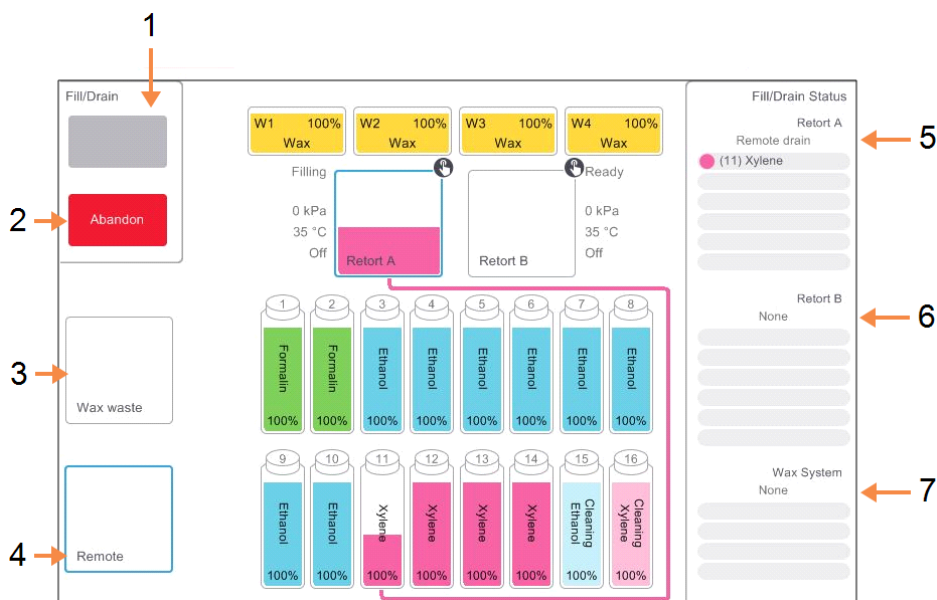 1
Fill/Drain
Abandon
2
3
Wax waste
4
Remote
W1 100%
Wax
W2 100%
Wax
W3 100%
Wax
W4 100%
Wax
Filling
0 kPa
35 °C
Off
Retort A
Ready
0 kPa
35 °C
Off
Retort B
1
Formalin
100%
2
Formalin
100%
3
Ethanol
100%
4
Ethanol
100%
5
Ethanol
100%
6
Ethanol
100%
7
Ethanol
100%
8
Ethanol
100%
9
Ethanol
100%
10
Ethanol
100%
11
Xylene
100%
12
Xylene
100%
13
Xylene
100%
14
Xylene
100%
15
Cleaning
Ethanol
100%
16
Cleaning
Xylene
100%
Fill/Drain Status
Retort A
Remote drain
(11) Xylene
5
Retort B
None
6
Wax System
None
7